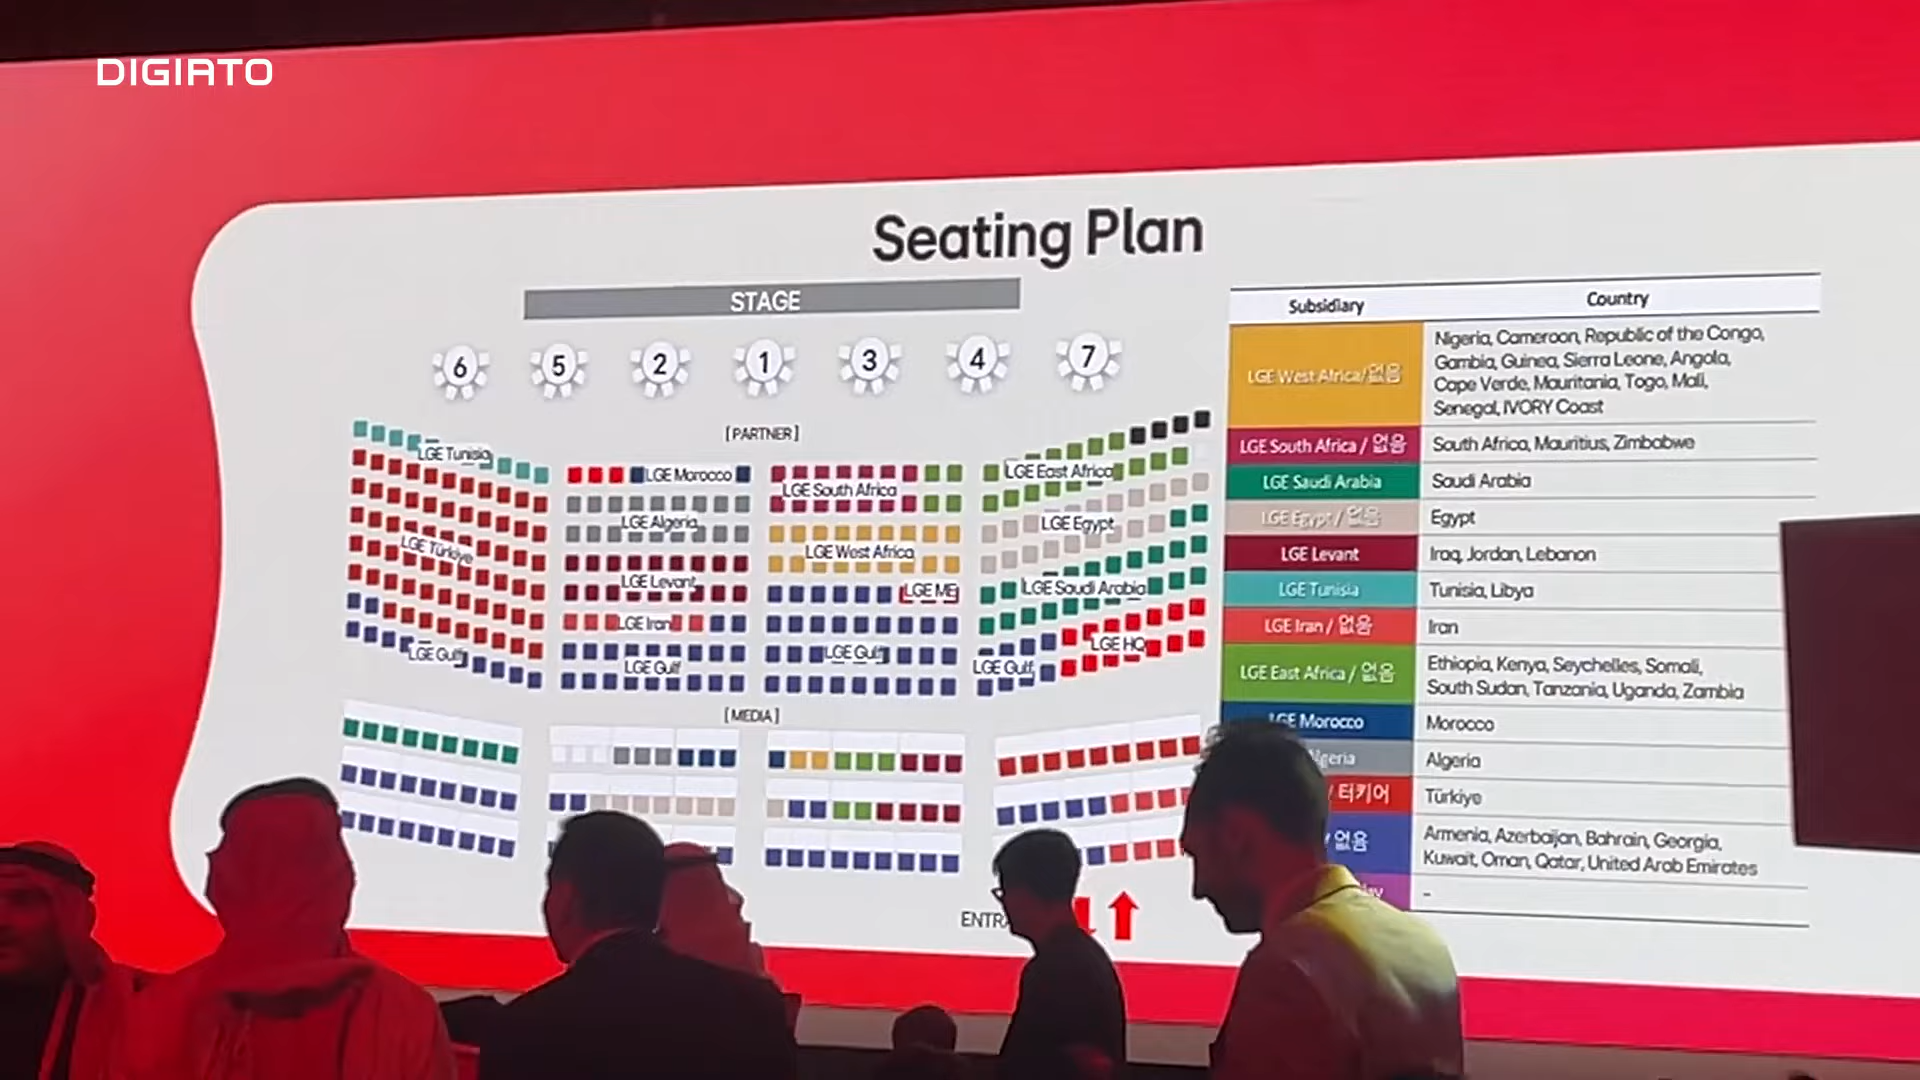 DIGIATO
Seating Plan
STAGE
6 5 2 1 3 4 7
[PARTNER]
LGE Tunisia
LGE Morocco
LGE South Africa
LGE East Africa
LGE Algeria
LGE Egypt
LGE Türkiye
LGE West Africa
LGE Levant
LGE ME
LGE Saudi Arabia
LGE Iran
LGE HQ
LGE Gulf
LGE Gulf
LGE Gulf
LGE Gulf
[MEDIA]
Subsidiary Country
LGE West Africa/없음
Nigeria, Cameroon, Republic of the Congo,
Gambia, Guinea, Sierra Leone, Angola,
Cape Verde, Mauritania, Togo, Mali,
Senegal, IVORY Coast
LGE South Africa / 없음 South Africa, Mauritius, Zimbabwe
LGE Saudi Arabia Saudi Arabia
LGE Egypt / 없음 Egypt
LGE Levant Iraq, Jordan, Lebanon
LGE Tunisia Tunisia, Libya
LGE Iran / 없음 Iran
LGE East Africa / 없음
Ethiopia, Kenya, Seychelles, Somali,
South Sudan, Tanzania, Uganda, Zambia
LGE Morocco Morocco
Algeria
/ 터키어 Türkiye
/ 없음
Armenia, Azerbaijan, Bahrain, Georgia,
Kuwait, Oman, Qatar, United Arab Emirates
-